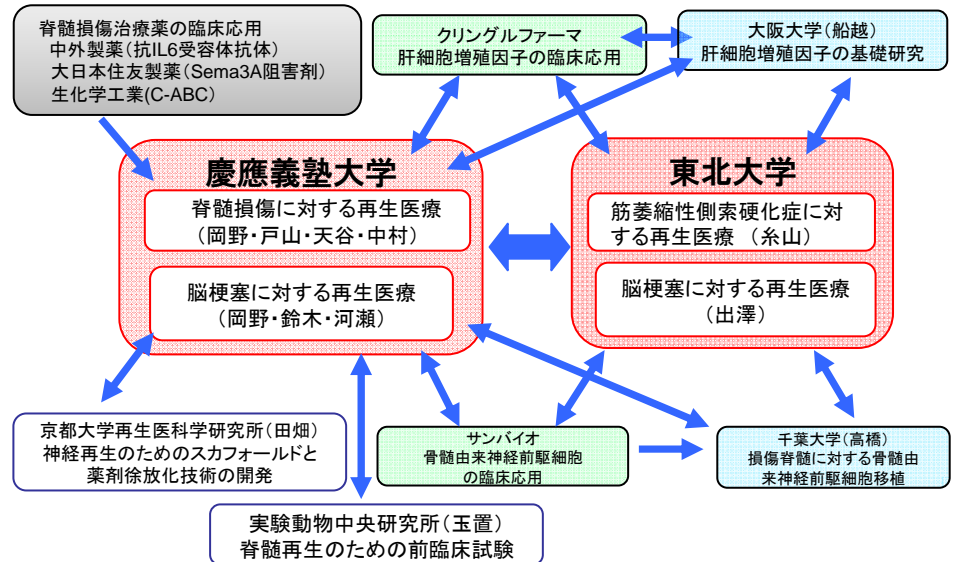 脊髄損傷治療薬の臨床応用
中外製薬(抗IL6受容体抗体)
大日本住友製薬(Sema3A阻害剤)
生化学工業(C-ABC)
クリングルファーマ
肝細胞増殖因子の臨床応用
大阪大学(船越)
肝細胞増殖因子の基礎研究
慶應義塾大学
脊髄損傷に対する再生医療
(岡野・戸山・天谷・中村)
脳梗塞に対する再生医療
(岡野・鈴木・河瀬)
東北大学
筋萎縮性側索硬化症に対
する再生医療 (糸山)
脳梗塞に対する再生医療
(出澤)
京都大学再生医科学研究所(田畑)
神経再生のためのスカフォールドと
薬剤徐放化技術の開発
サンバイオ
骨髄由来神経前駆細胞
の臨床応用
千葉大学(高橋)
損傷脊髄に対する骨髄由
来神経前駆細胞移植
実験動物中央研究所(玉置)
脊髄再生のための前臨床試験